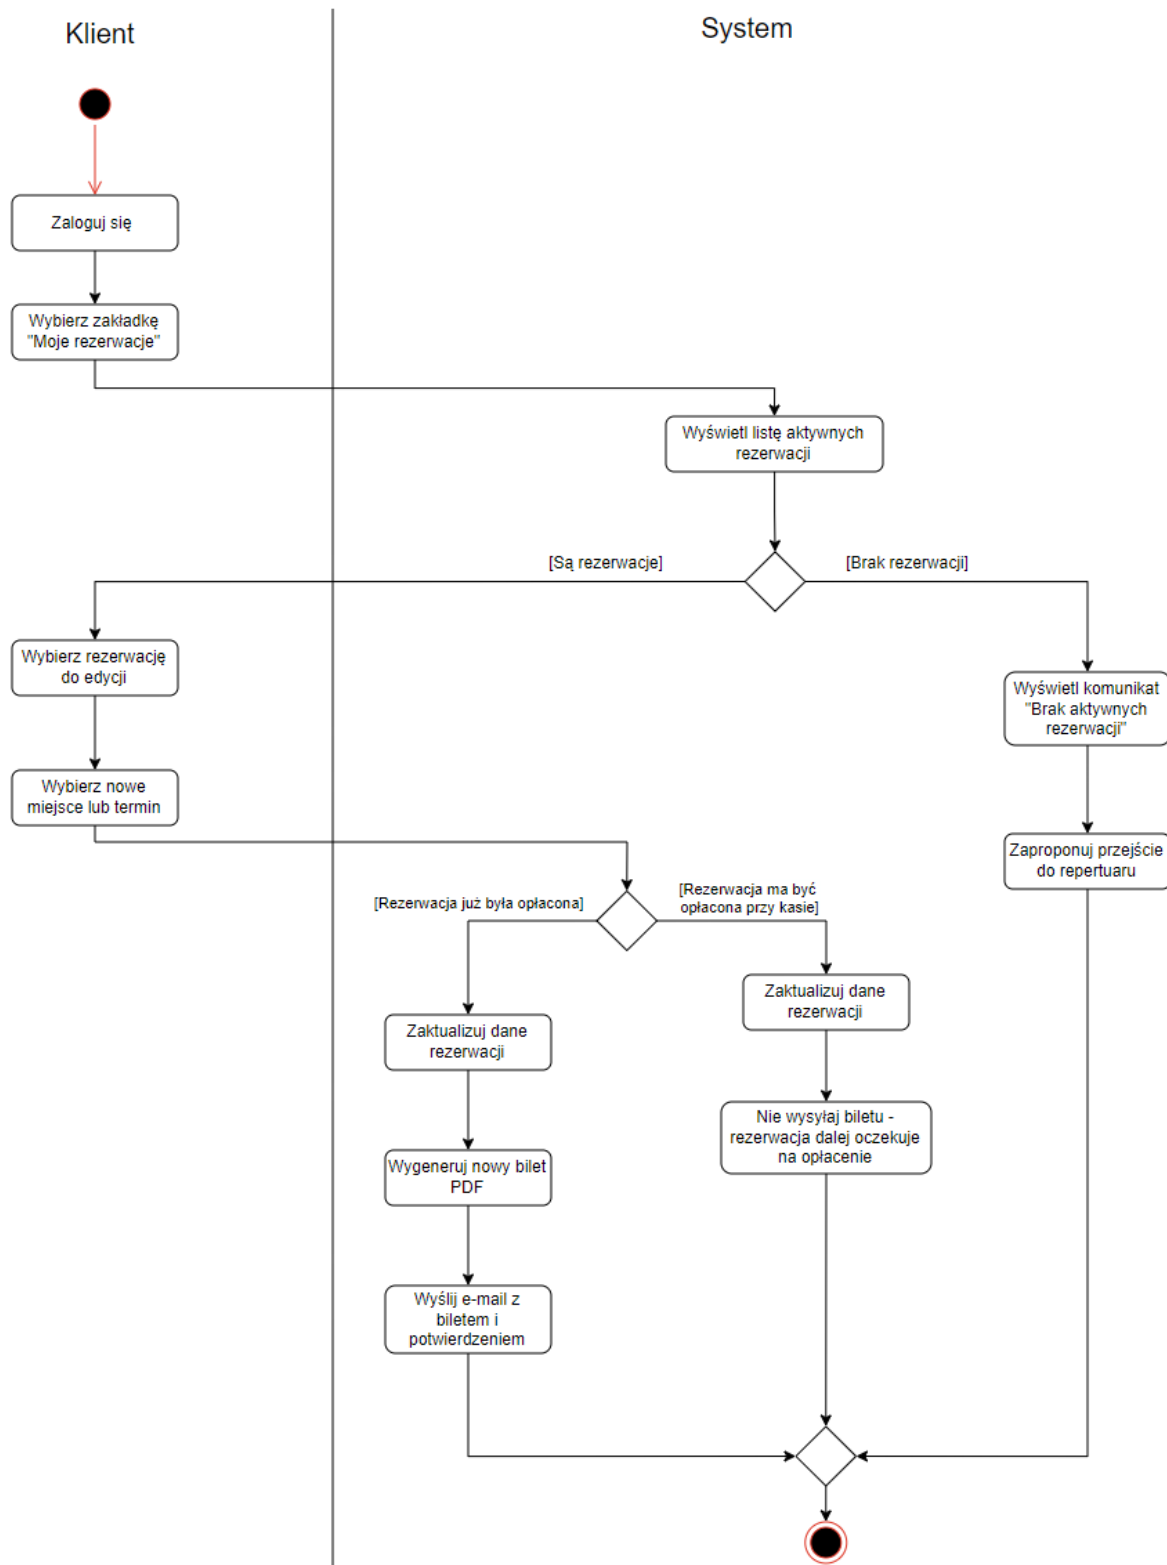 Klient
System
Zaloguj się
Wybierz zakładkę
"Moje rezerwacje"
Wyświetl listę aktywnych
rezerwacji
[Są rezerwacje]
[Brak rezerwacji]
Wybierz rezerwację
do edycji
Wyświetl komunikat
"Brak aktywnych
rezerwacji"
Wybierz nowe
miejsce lub termin
Zaproponuj przejście
do repertuaru
[Rezerwacja już była opłacona]
[Rezerwacja ma być
opłacona przy kasie]
Zaktualizuj dane
rezerwacji
Zaktualizuj dane
rezerwacji
Nie wysyłaj biletu -
rezerwacja dalej oczekuje
na opłacenie
Wygeneruj nowy bilet
PDF
Wyślij e-mail z
biletem i
potwierdzeniem